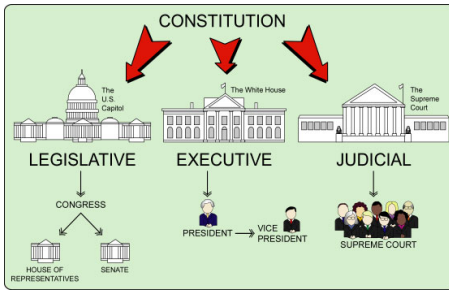 CONSTITUTION
The
U.S.
Capitol
The White House
The
Supreme
Court
LEGISLATIVE
EXECUTIVE
JUDICIAL
CONGRESS
PRESIDENT
VICE
PRESIDENT
SUPREME COURT
HOUSE OF
REPRESENTATIVES
SENATE